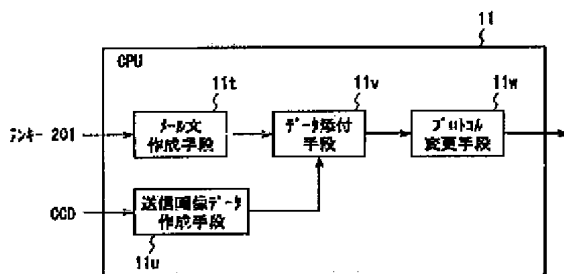 11
CPU
11t
11v
11w
テンキー 201
メール文
作成手段
データ添付
手段
プロトコル
変更手段
CCD
送信画像データ
作成手段
11u